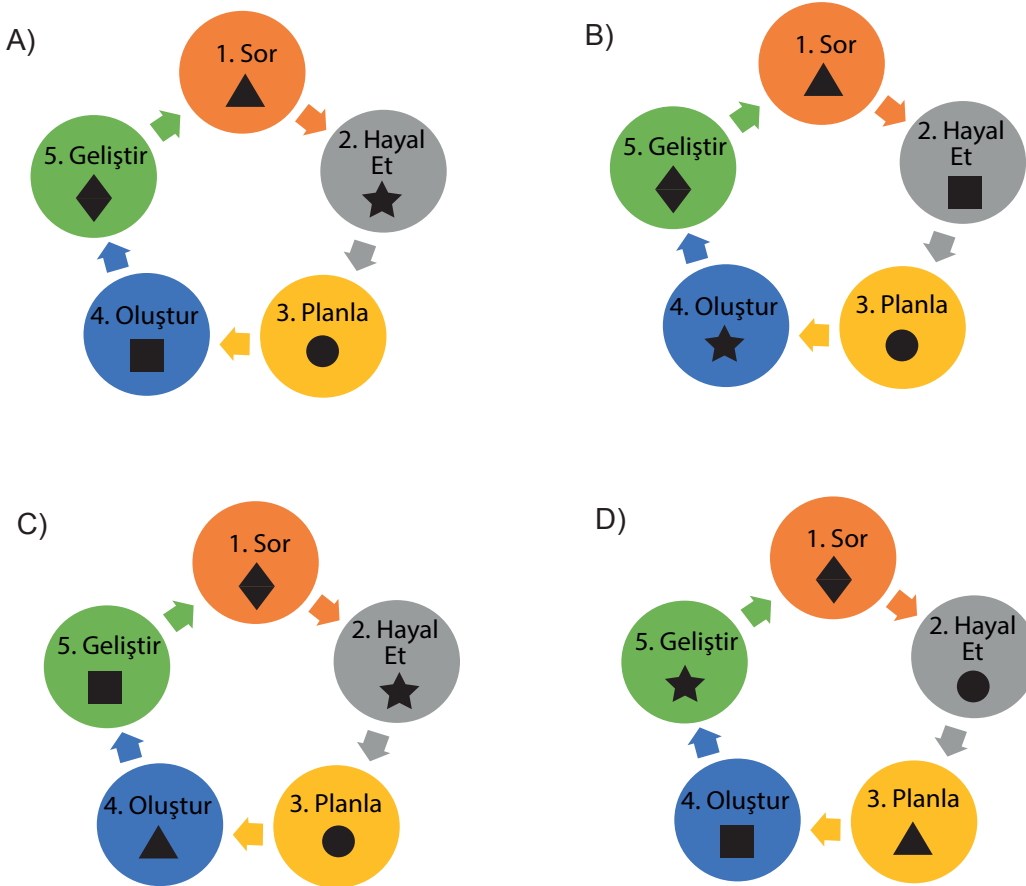 A)
1. Sor
2. Hayal
Et
3. Planla
4. Oluştur
5. Geliştir
B)
1. Sor
2. Hayal
Et
3. Planla
4. Oluştur
5. Geliştir
C)
1. Sor
2. Hayal
Et
3. Planla
4. Oluştur
5. Geliştir
D)
1. Sor
2. Hayal
Et
3. Planla
4. Oluştur
5. Geliştir